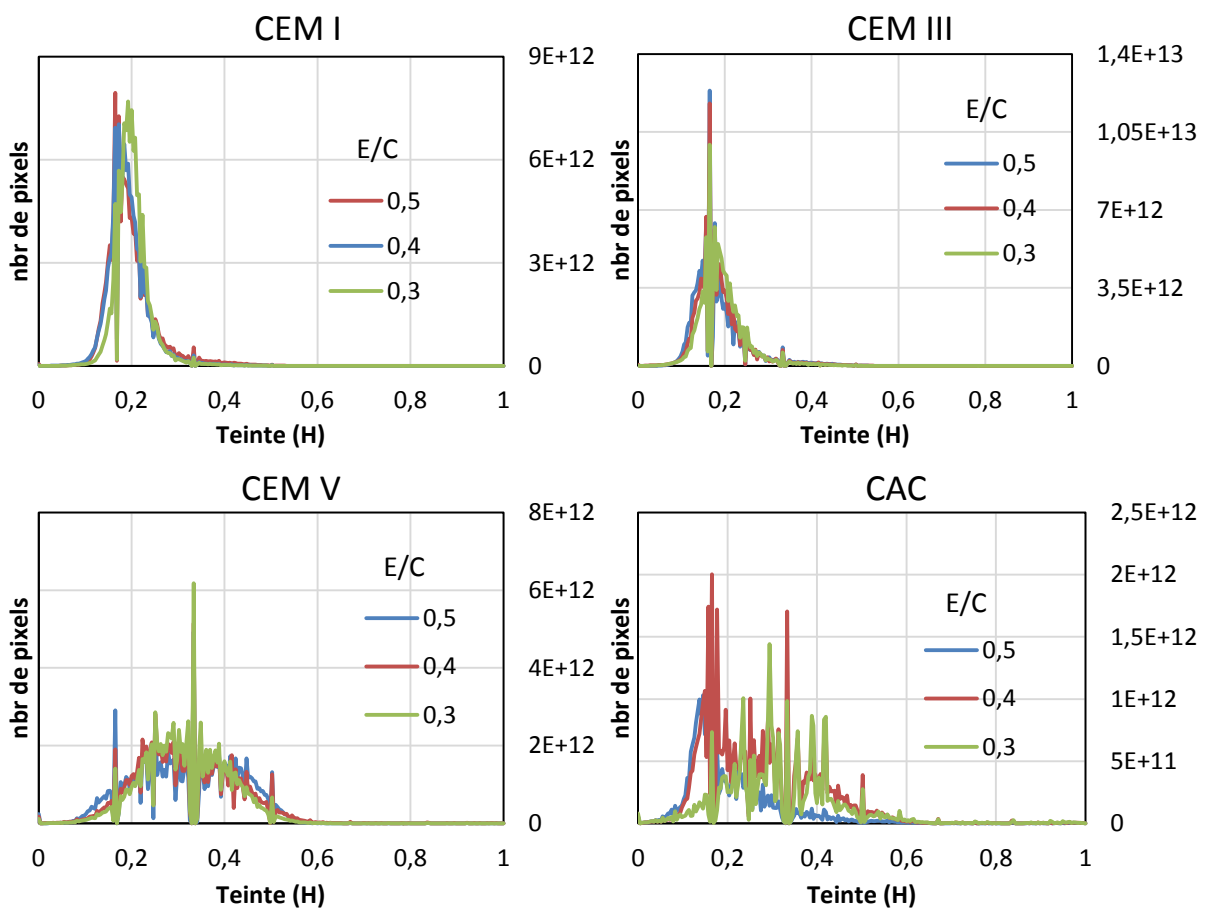 CEM I
9E+12
6E+12
3E+12
0
nbr de pixels
E/C
0,5
0,4
0,3
0 0,2 0,4 0,6 0,8 1
Teinte (H)
CEM III
1,4E+13
1,05E+13
7E+12
3,5E+12
0
nbr de pixels
E/C
0,5
0,4
0,3
0 0,2 0,4 0,6 0,8 1
Teinte (H)
CEM V
8E+12
6E+12
4E+12
2E+12
0
nbr de pixels
E/C
0,5
0,4
0,3
0 0,2 0,4 0,6 0,8 1
Teinte (H)
CAC
2,5E+12
2E+12
1,5E+12
1E+12
5E+11
0
nbr de pixels
E/C
0,5
0,4
0,3
0 0,2 0,4 0,6 0,8 1
Teinte (H)